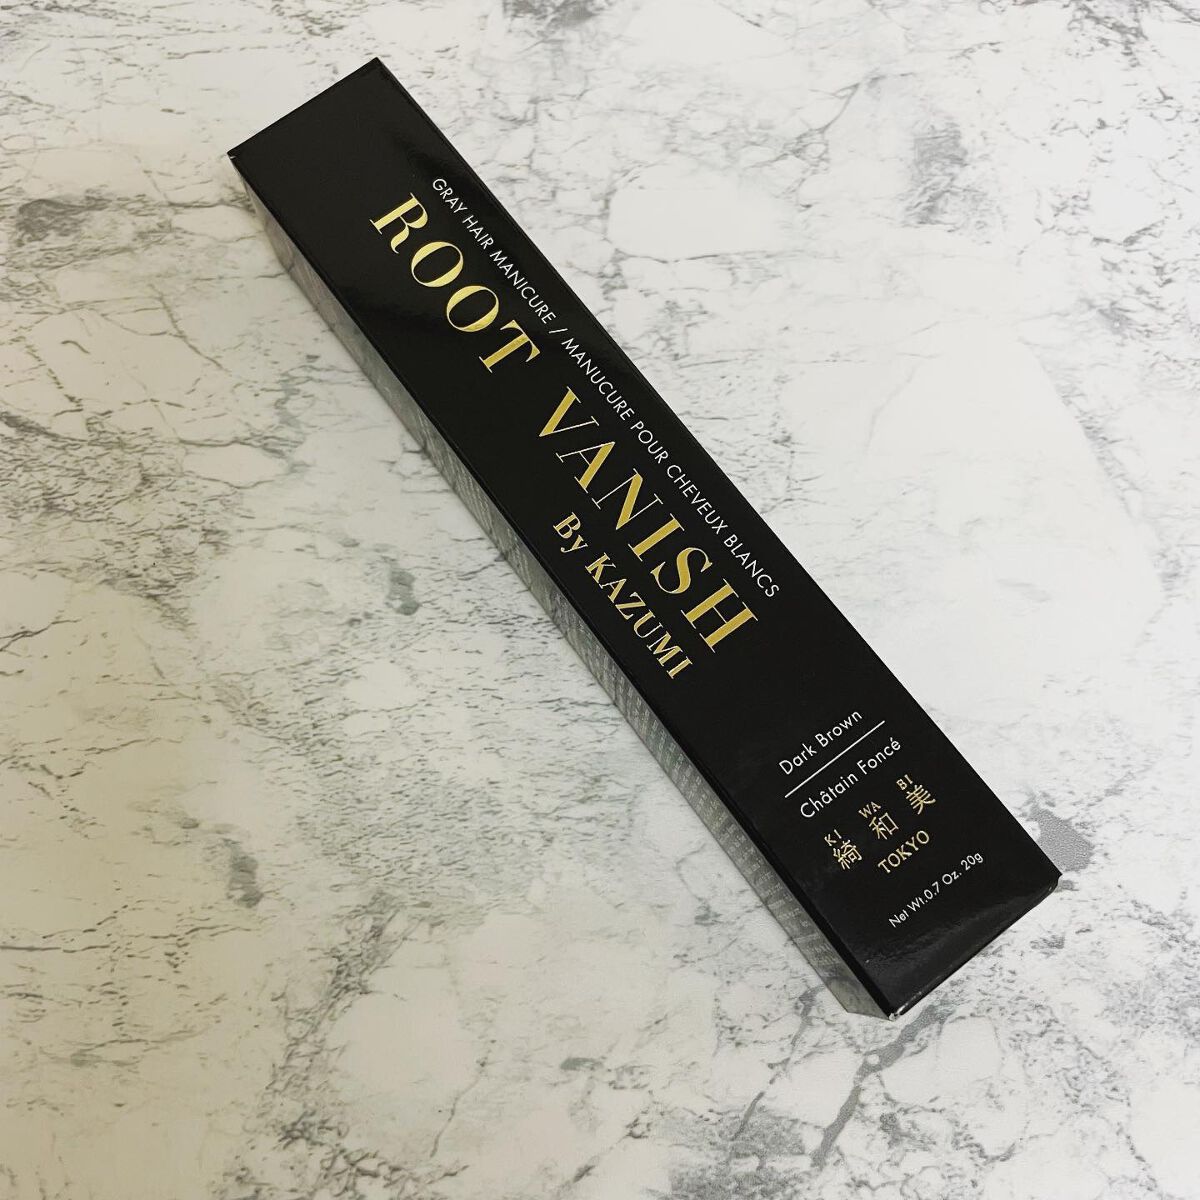 GRAY HAIR MANICURE / MANUCURE POUR CHEVEUX BLANCS
ROOT VANISH
By KAZUMI
Dark Brown
Châtain Foncé
KI WA BI
綺和美
TOKYO
Net Wt.0.7 Oz. 20g